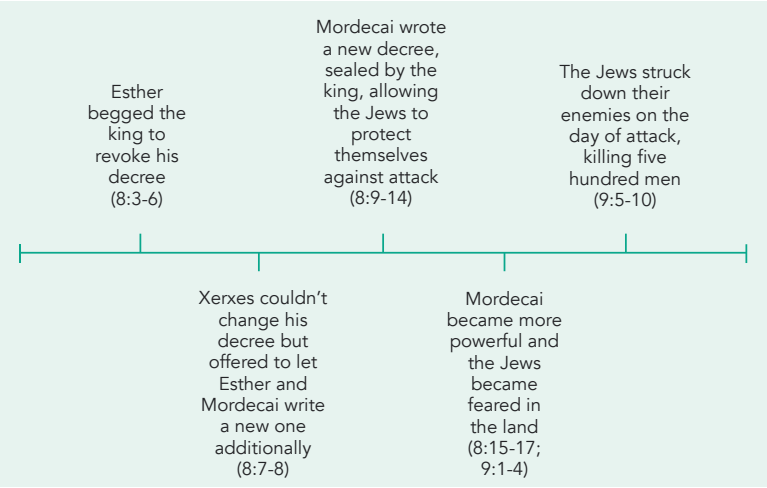 Esther
begged the
king to
revoke his
decree
(8:3-6)
Xerxes couldn’t
change his
decree but
offered to let
Esther and
Mordecai write
a new one
additionally
(8:7-8)
Mordecai wrote
a new decree,
sealed by the
king, allowing
the Jews to
protect
themselves
against attack
(8:9-14)
Mordecai
became more
powerful and
the Jews
became
feared in
the land
(8:15-17;
9:1-4)
The Jews struck
down their
enemies on the
day of attack,
killing five
hundred men
(9:5-10)